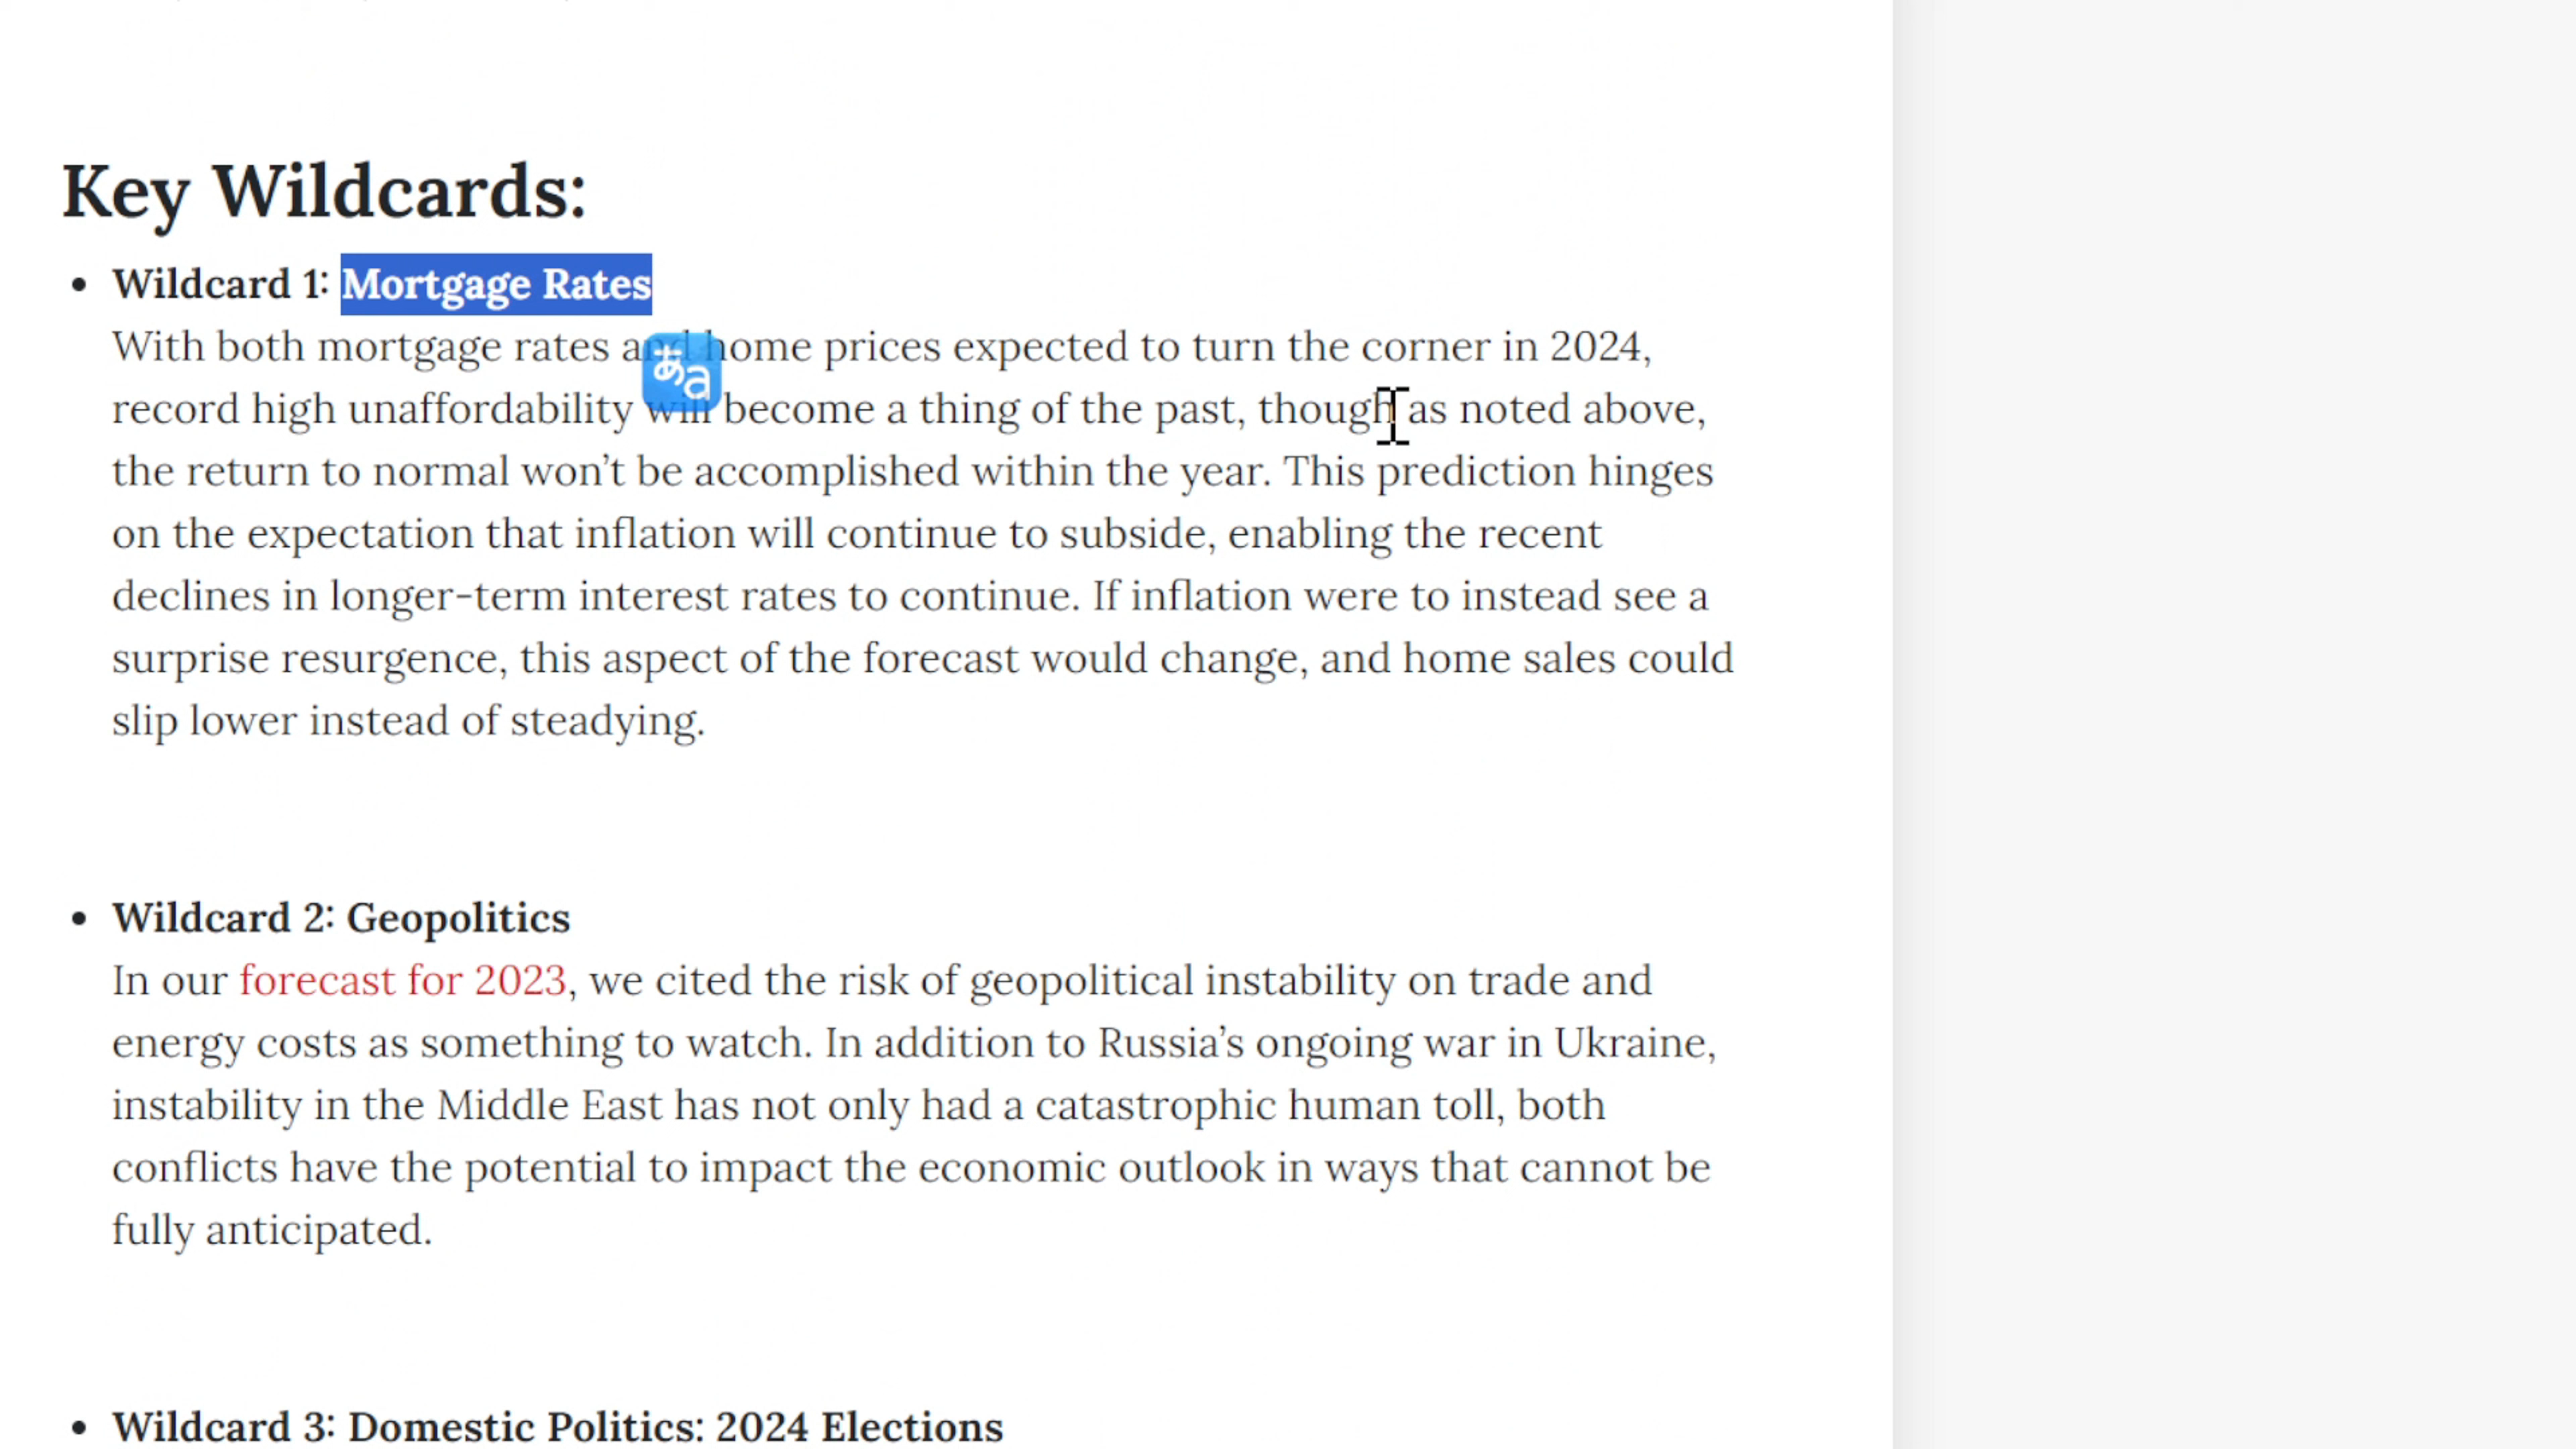 Key Wildcards:
• Wildcard 1: Mortgage Rates
With both mortgage rates and home prices expected to turn the corner in 2024,
あa
record high unaffordability will become a thing of the past, though as noted above,
the return to normal won’t be accomplished within the year. This prediction hinges
on the expectation that inflation will continue to subside, enabling the recent
declines in longer-term interest rates to continue. If inflation were to instead see a
surprise resurgence, this aspect of the forecast would change, and home sales could
slip lower instead of steadying.
• Wildcard 2: Geopolitics
In our forecast for 2023, we cited the risk of geopolitical instability on trade and
energy costs as something to watch. In addition to Russia’s ongoing war in Ukraine,
instability in the Middle East has not only had a catastrophic human toll, both
conflicts have the potential to impact the economic outlook in ways that cannot be
fully anticipated.
• Wildcard 3: Domestic Politics: 2024 Elections